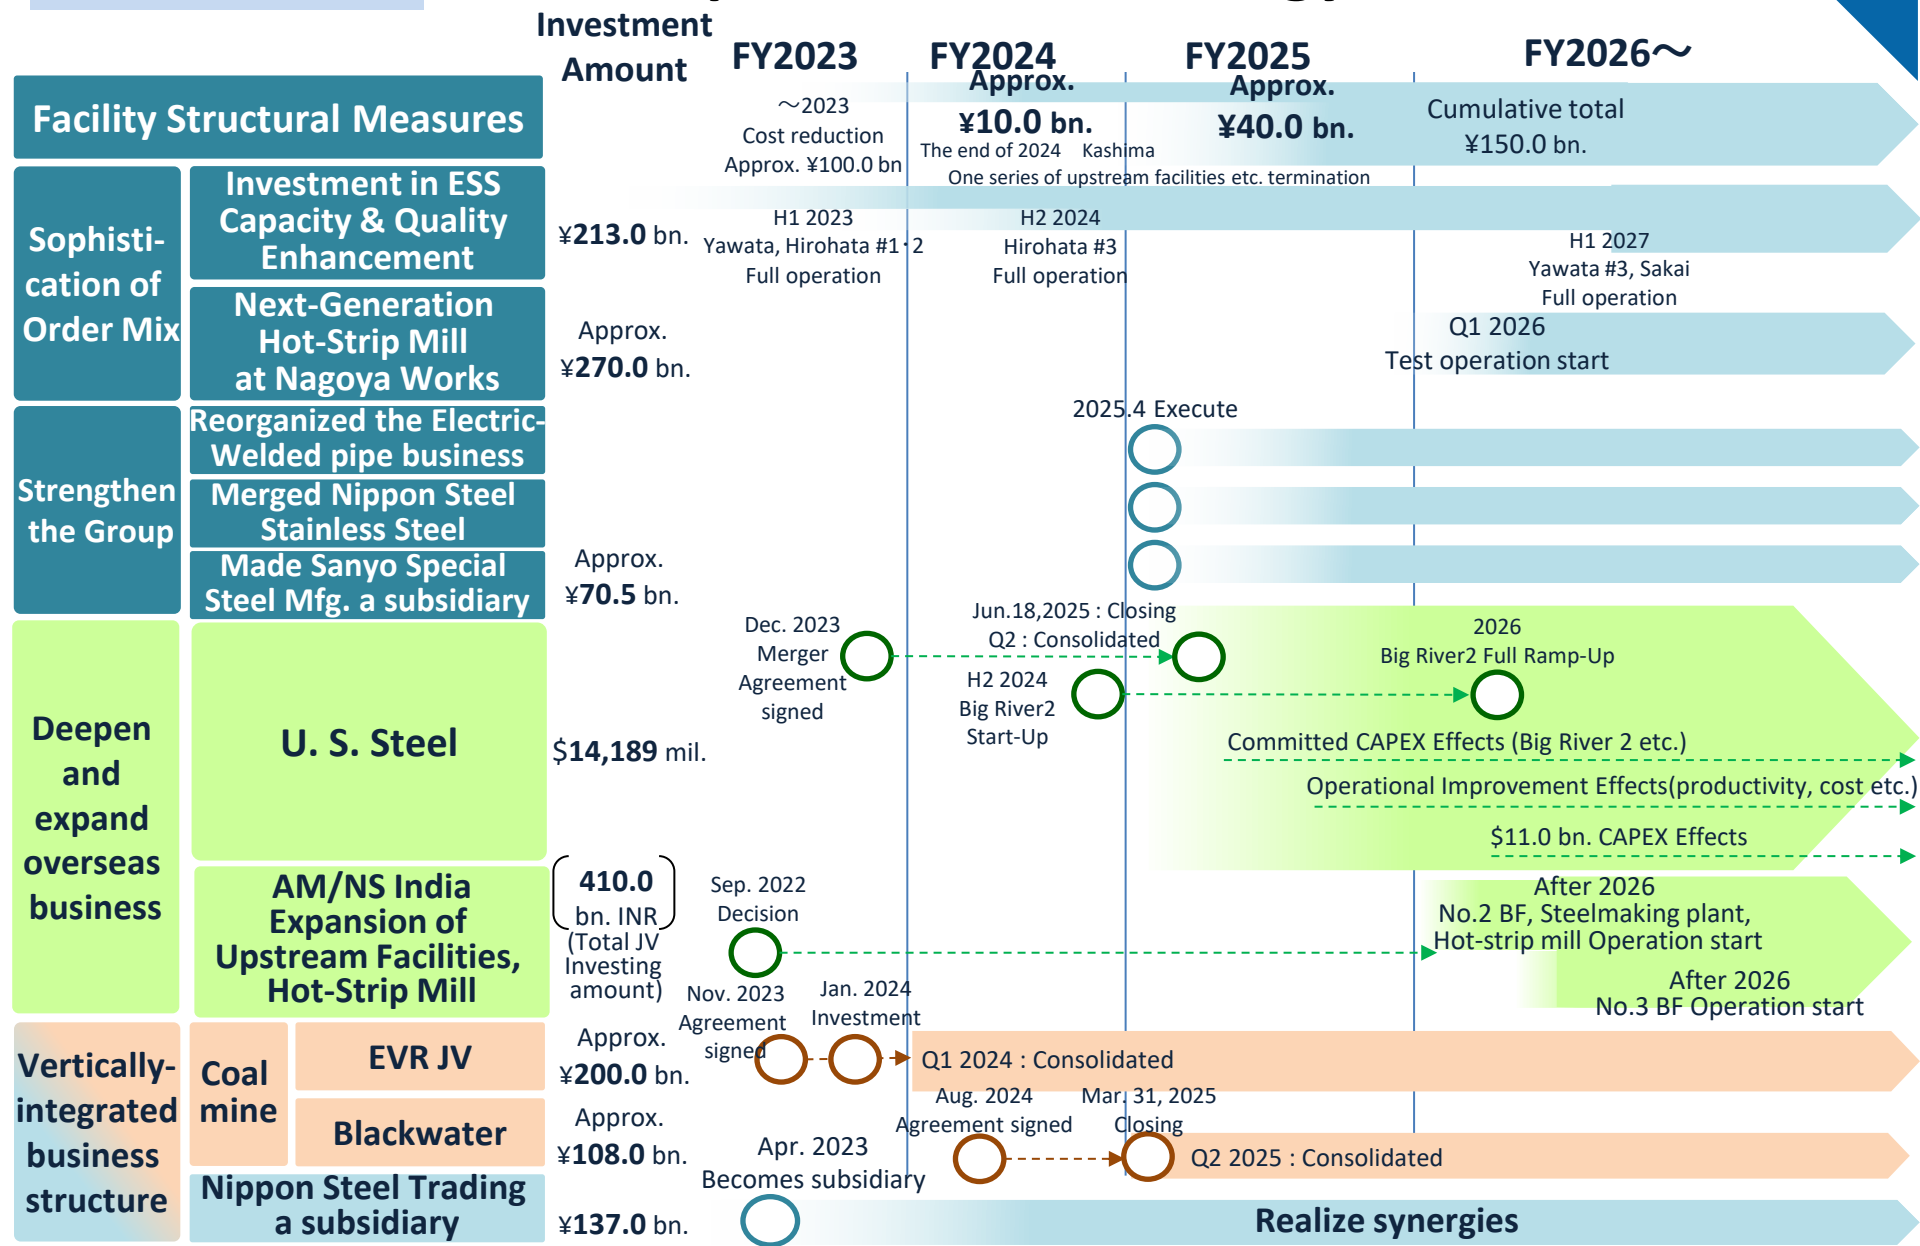 Investment
Amount
FY2023
FY2024
FY2025
FY2026～
Facility Structural Measures
～2023
Cost reduction
Approx. ¥100.0 bn
Approx.
¥10.0 bn.
Approx.
¥40.0 bn.
Cumulative total
¥150.0 bn.
The end of 2024 Kashima
One series of upstream facilities etc. termination
Sophisti-
cation of
Order Mix
Investment in ESS
Capacity & Quality
Enhancement
¥213.0 bn.
H1 2023
Yawata, Hirohata #1･2
Full operation
H2 2024
Hirohata #3
Full operation
H1 2027
Yawata #3, Sakai
Full operation
Next-Generation
Hot-Strip Mill
at Nagoya Works
Approx.
¥270.0 bn.
Q1 2026
Test operation start
Strengthen
the Group
Reorganized the Electric-
Welded pipe business
2025.4 Execute
Merged Nippon Steel
Stainless Steel
Made Sanyo Special
Steel Mfg. a subsidiary
Approx.
¥70.5 bn.
Deepen
and
expand
overseas
business
U. S. Steel
$14,189 mil.
Dec. 2023
Merger
Agreement
signed
Jun.18,2025 : Closing
Q2 : Consolidated
H2 2024
Big River2
Start-Up
2026
Big River2 Full Ramp-Up
Committed CAPEX Effects (Big River 2 etc.)
Operational Improvement Effects(productivity, cost etc.)
$11.0 bn. CAPEX Effects
AM/NS India
Expansion of
Upstream Facilities,
Hot-Strip Mill
410.0
bn. INR
(Total JV
Investing
amount)
Sep. 2022
Decision
After 2026
No.2 BF, Steelmaking plant,
Hot-strip mill Operation start
After 2026
No.3 BF Operation start
Vertically-
integrated
business
structure
Coal
mine
EVR JV
Approx.
¥200.0 bn.
Nov. 2023
Agreement
signed
Jan. 2024
Investment
Q1 2024 : Consolidated
Blackwater
Approx.
¥108.0 bn.
Aug. 2024
Agreement signed
Mar. 31, 2025
Closing
Q2 2025 : Consolidated
Nippon Steel Trading
a subsidiary
¥137.0 bn.
Apr. 2023
Becomes subsidiary
Realize synergies